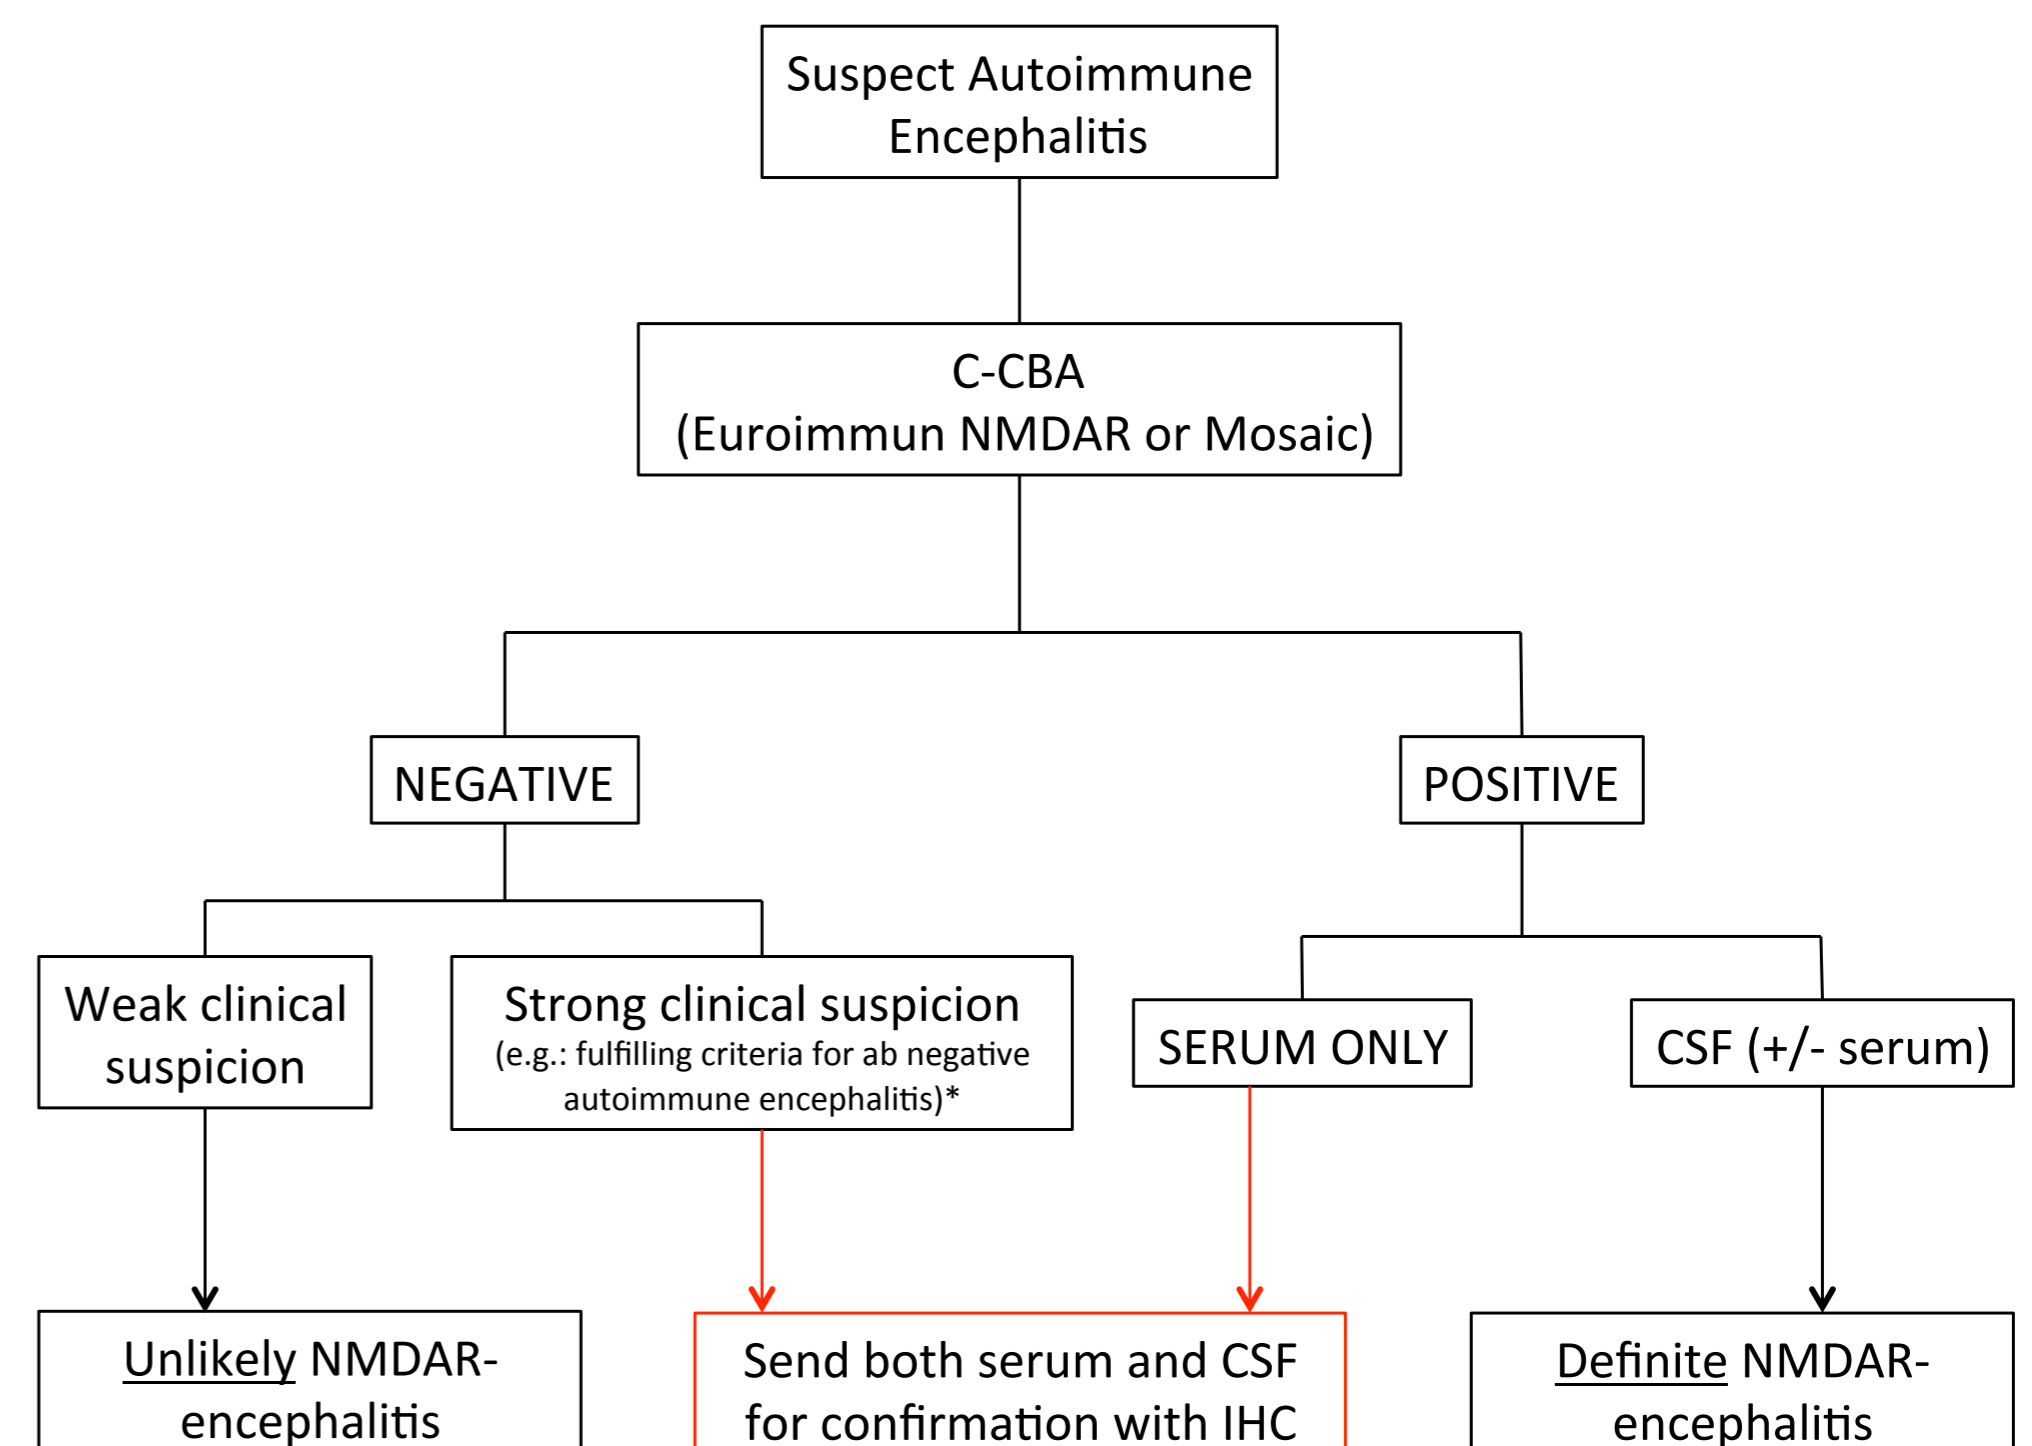 Suspect Autoimmune
Encephalitis
C-CBA
(Euroimmun NMDAR or Mosaic)
NEGATIVE
POSITIVE
Weak clinical
suspicion
Strong clinical suspicion
(e.g.: fulfilling criteria for ab negative
autoimmune encephalitis)*
SERUM ONLY
CSF (+/- serum)
Unlikely NMDAR-
encephalitis
Send both serum and CSF
for confirmation with IHC
Definite NMDAR-
encephalitis